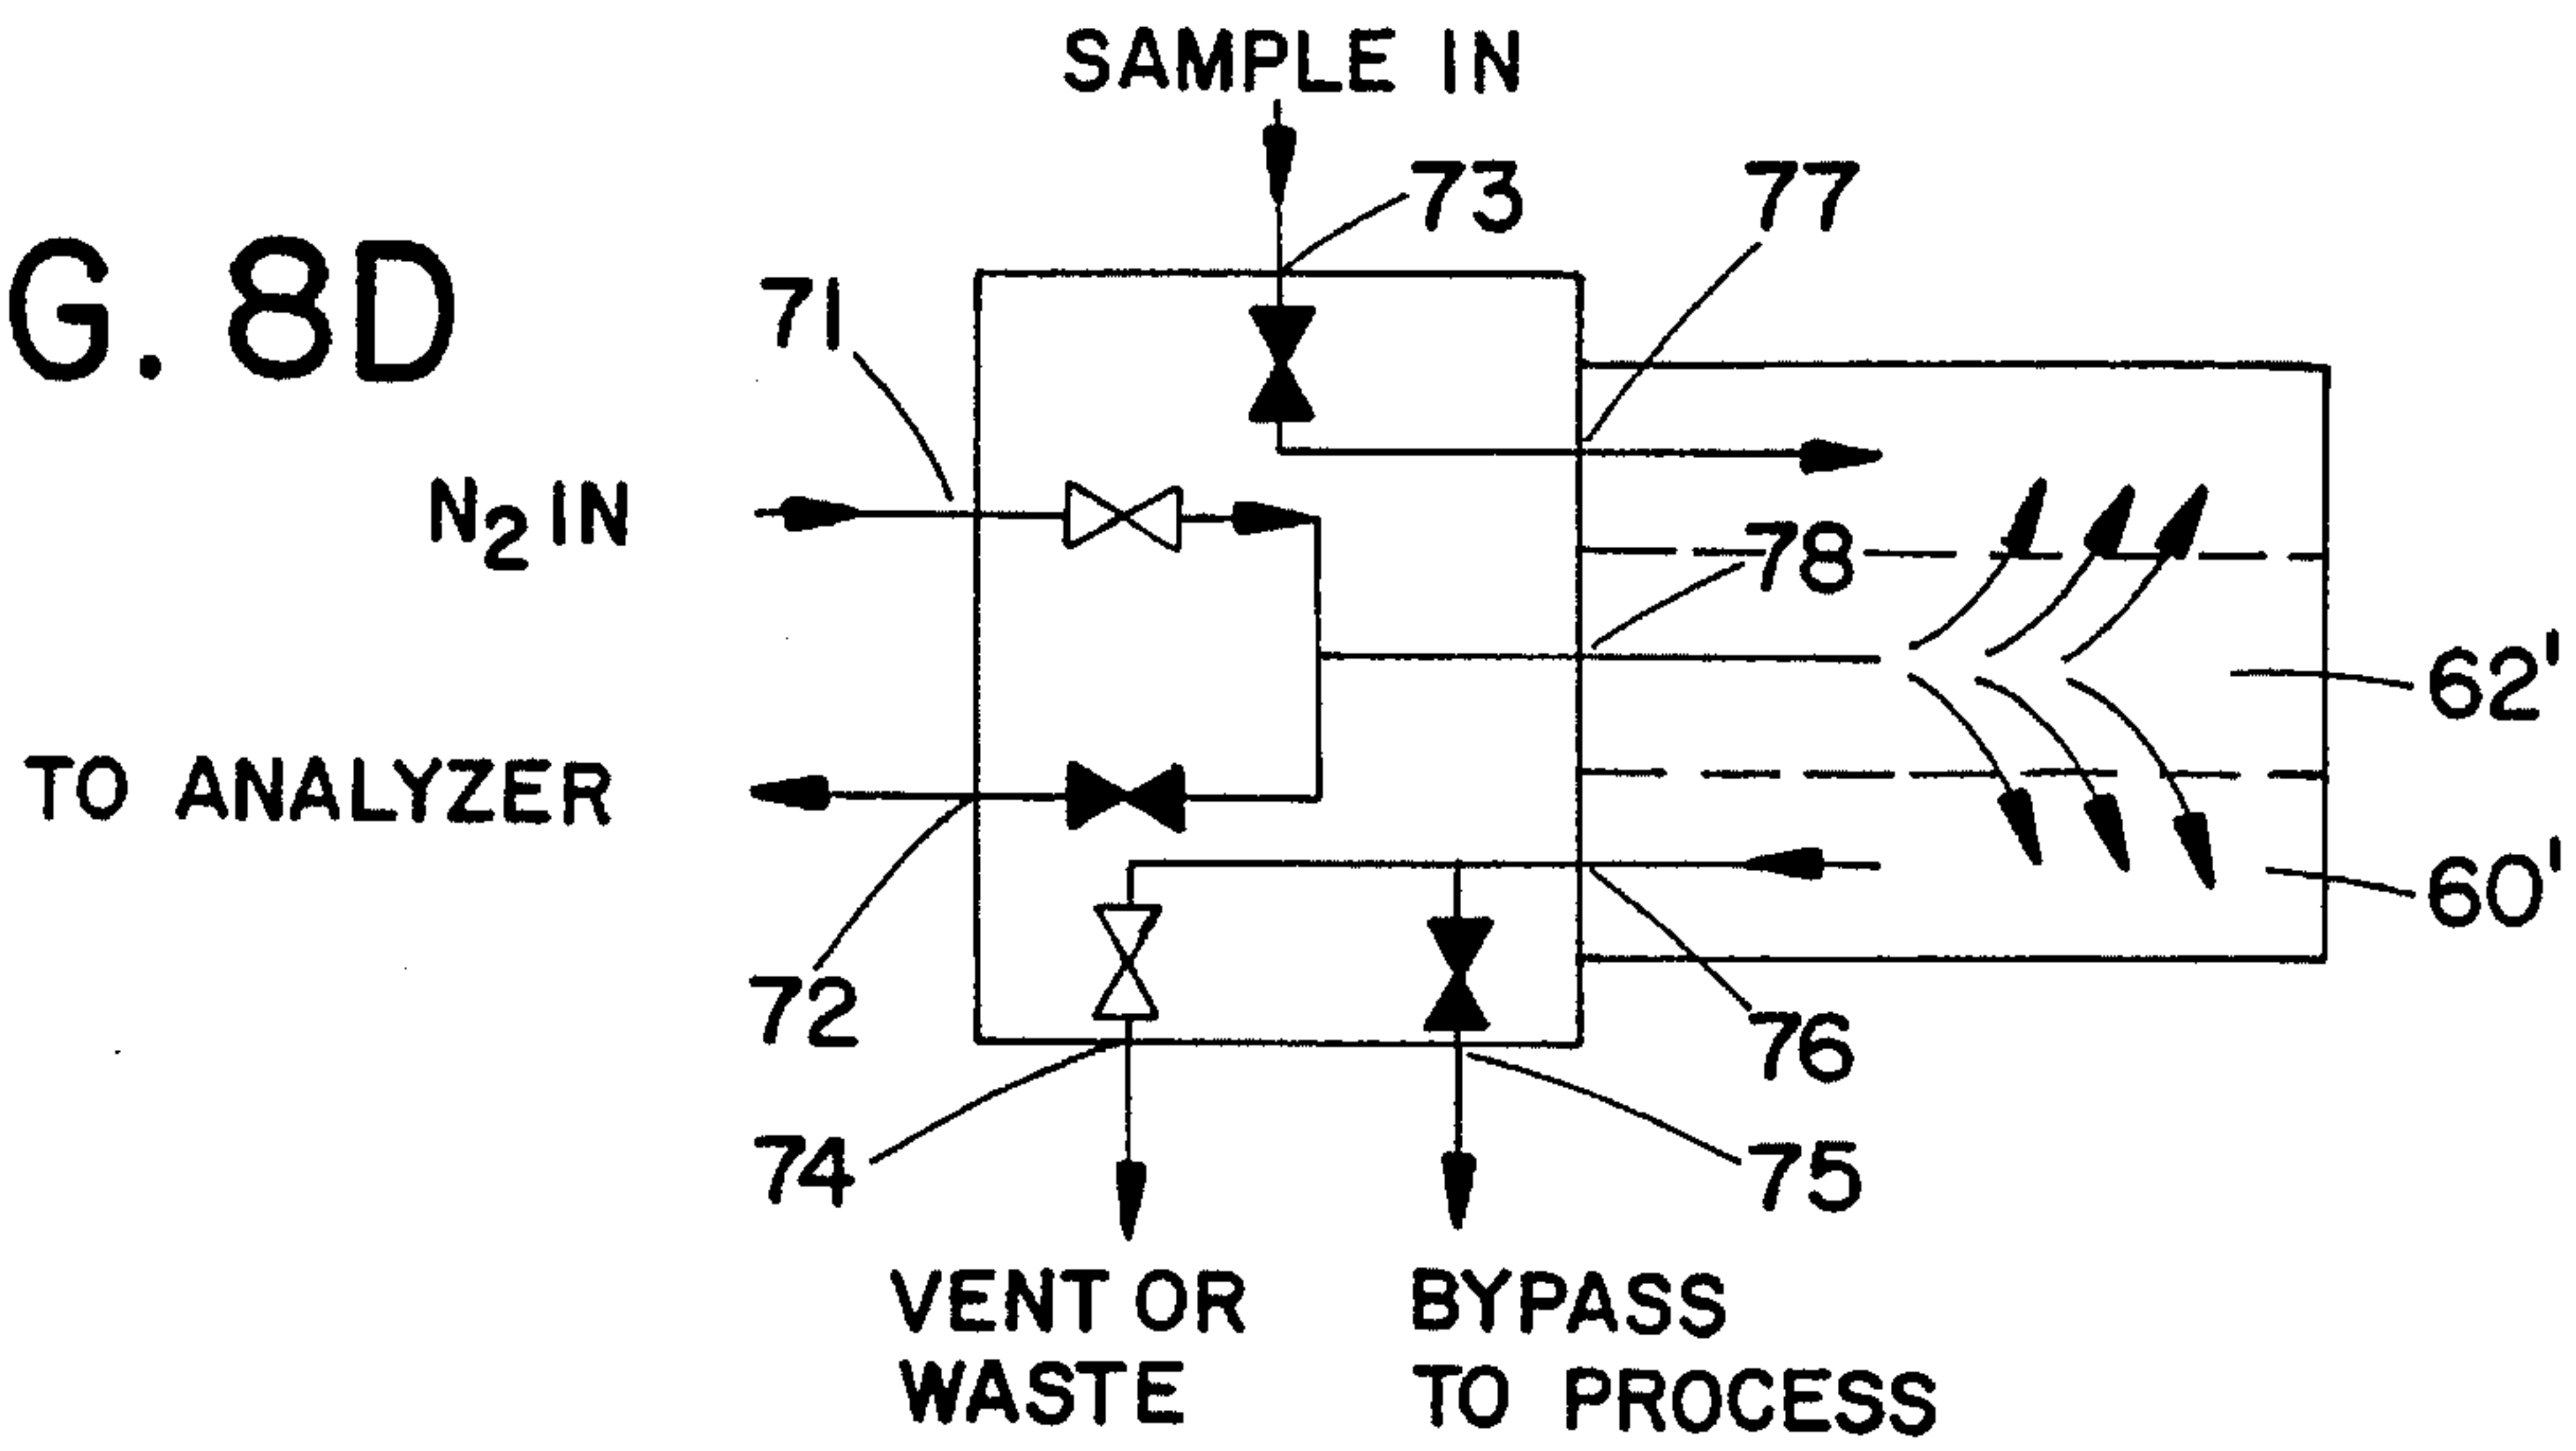 SAMPLE IN
73
77
G. 8D
71
N2 IN
78
62'
TO ANALYZER
60'
72
76
74
75
VENT OR
WASTE
BYPASS
TO PROCESS